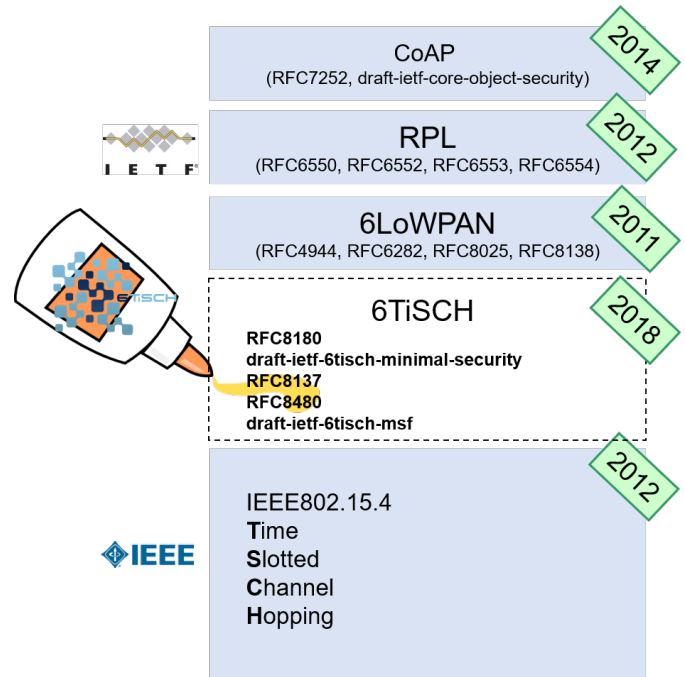 CoAP
(RFC7252, draft-ietf-core-object-security)
2014
IETF®
RPL
(RFC6550, RFC6552, RFC6553, RFC6554)
2012
6LoWPAN
(RFC4944, RFC6282, RFC8025, RFC8138)
2011
6TiSCH
6TiSCH
2018
RFC8180
draft-ietf-6tisch-minimal-security
RFC8137
RFC8480
draft-ietf-6tisch-msf
2012
IEEE
IEEE802.15.4
Time
Slotted
Channel
Hopping